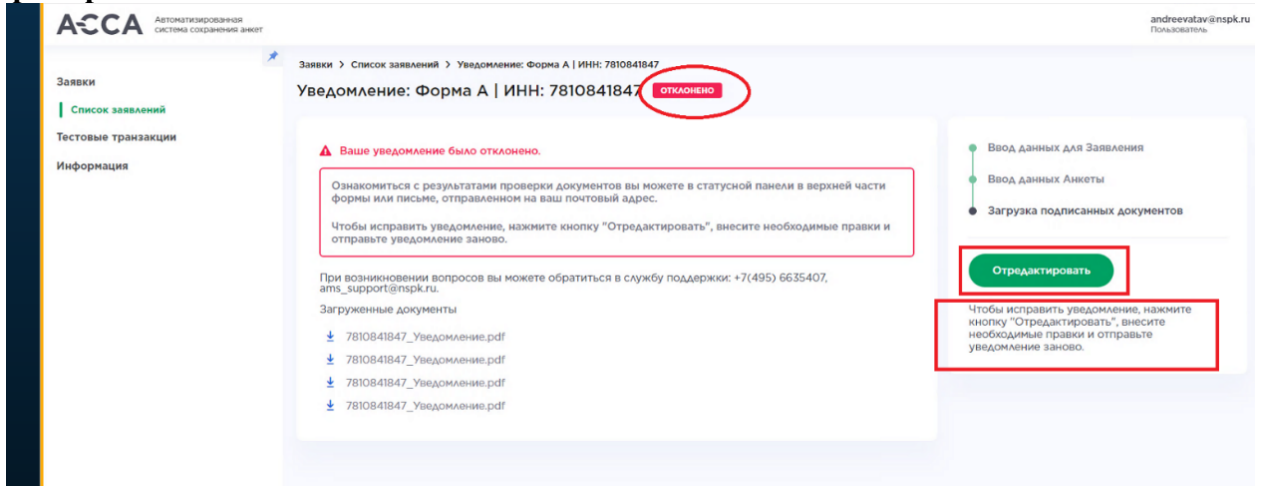 АССА
Автоматизированная
система сохранения анкет
andreevatav@nspk.ru
Пользователь
Заявки
Список заявлений
Тестовые транзакции
Информация
Заявки > Список заявлений > Уведомление: Форма А | ИНН: 7810841847
Уведомление: Форма А | ИНН: 7810841847 ОТКЛОНЕНО
Ваше уведомление было отклонено.
Ознакомиться с результатами проверки документов вы можете в статусной панели в верхней части
формы или письме, отправленном на ваш почтовый адрес.
Чтобы исправить уведомление, нажмите кнопку "Отредактировать", внесите необходимые правки и
отправьте уведомление заново.
При возникновении вопросов вы можете обратиться в службу поддержки: +7(495) 6635407,
ams_support@nspk.ru.
Загруженные документы
7810841847_Уведомление.pdf
7810841847_Уведомление.pdf
7810841847_Уведомление.pdf
7810841847_Уведомление.pdf
Ввод данных для Заявления
Ввод данных Анкеты
Загрузка подписанных документов
Отредактировать
Чтобы исправить уведомление, нажмите
кнопку "Отредактировать", внесите
необходимые правки и отправьте
уведомление заново.